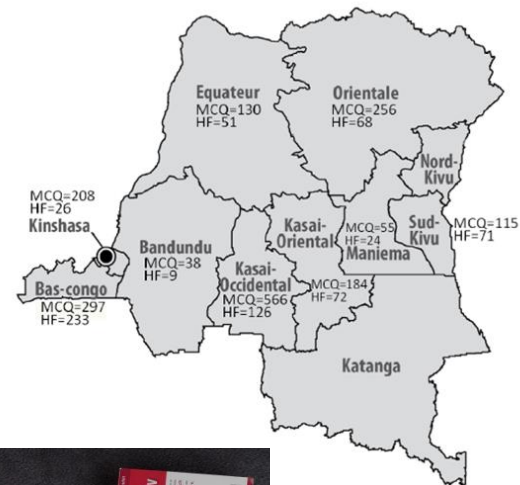 Equateur
MCQ=130
HF=51
Orientale
MCQ=256
HF=68
Nord-
Kivu
MCQ=208
HF=26
Kinshasa
Bandundu
MCQ=38
HF=9
Kasai-
Oriental
MCQ=55
HF=24
Maniema
Sud-
Kivu
MCQ=115
HF=71
Bas-congo
MCQ=297
HF=233
Kasai-
Occidental
MCQ=566
HF=126
MCQ=184
HF=72
Katanga